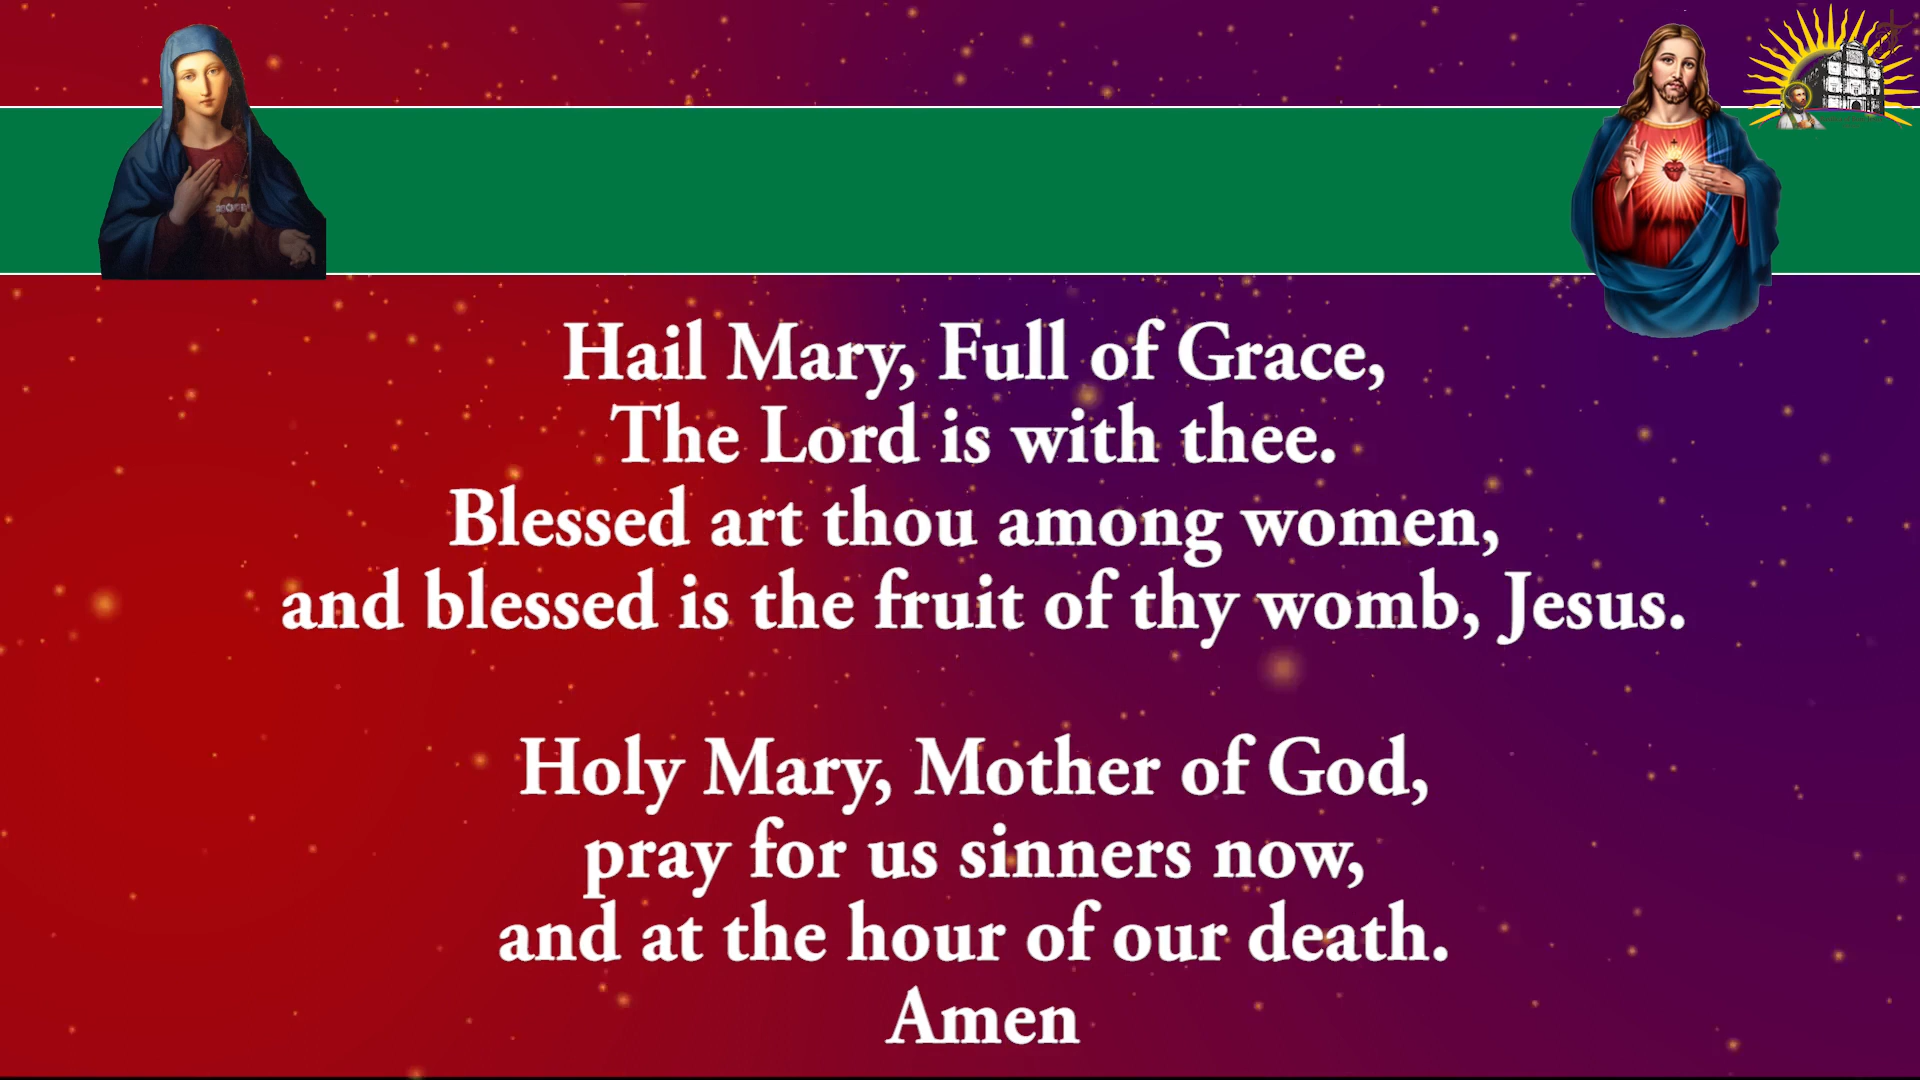 Hail Mary, Full of Grace,
The Lord is with thee.
Blessed art thou among women,
and blessed is the fruit of thy womb, Jesus.
Holy Mary, Mother of God,
pray for us sinners now,
and at the hour of our death.
Amen